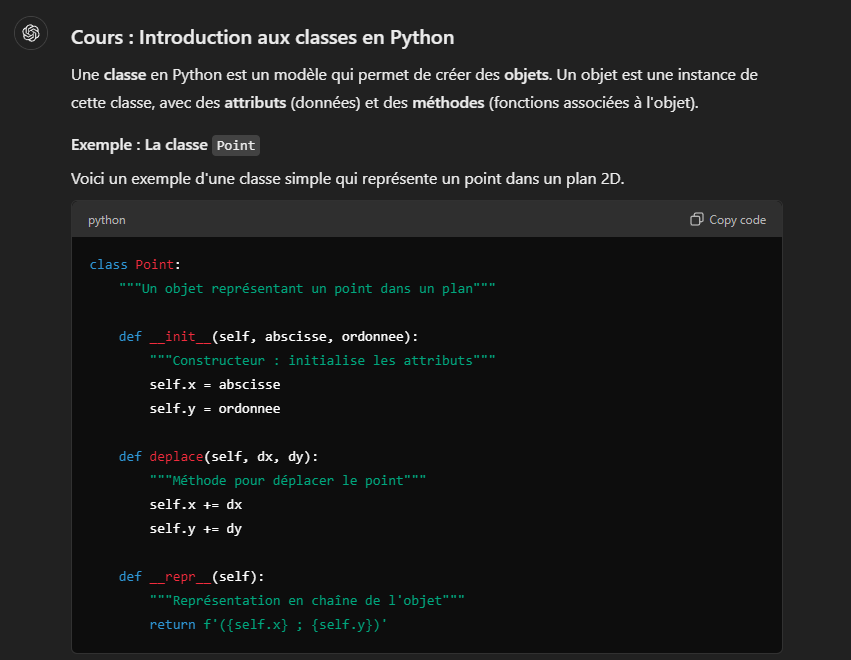 Cours : Introduction aux classes en Python
Une classe en Python est un modèle qui permet de créer des objets. Un objet est une instance de
cette classe, avec des attributs (données) et des méthodes (fonctions associées à l'objet).
Exemple : La classe Point
Voici un exemple d'une classe simple qui représente un point dans un plan 2D.
python
Copy code
class Point:
    """Un objet représentant un point dans un plan"""
    def __init__(self, abscisse, ordonnee):
        """Constructeur : initialise les attributs"""
        self.x = abscisse
        self.y = ordonnee
    def deplace(self, dx, dy):
        """Méthode pour déplacer le point"""
        self.x += dx
        self.y += dy
    def __repr__(self):
        """Représentation en chaîne de l'objet"""
        return f'({self.x} ; {self.y})'